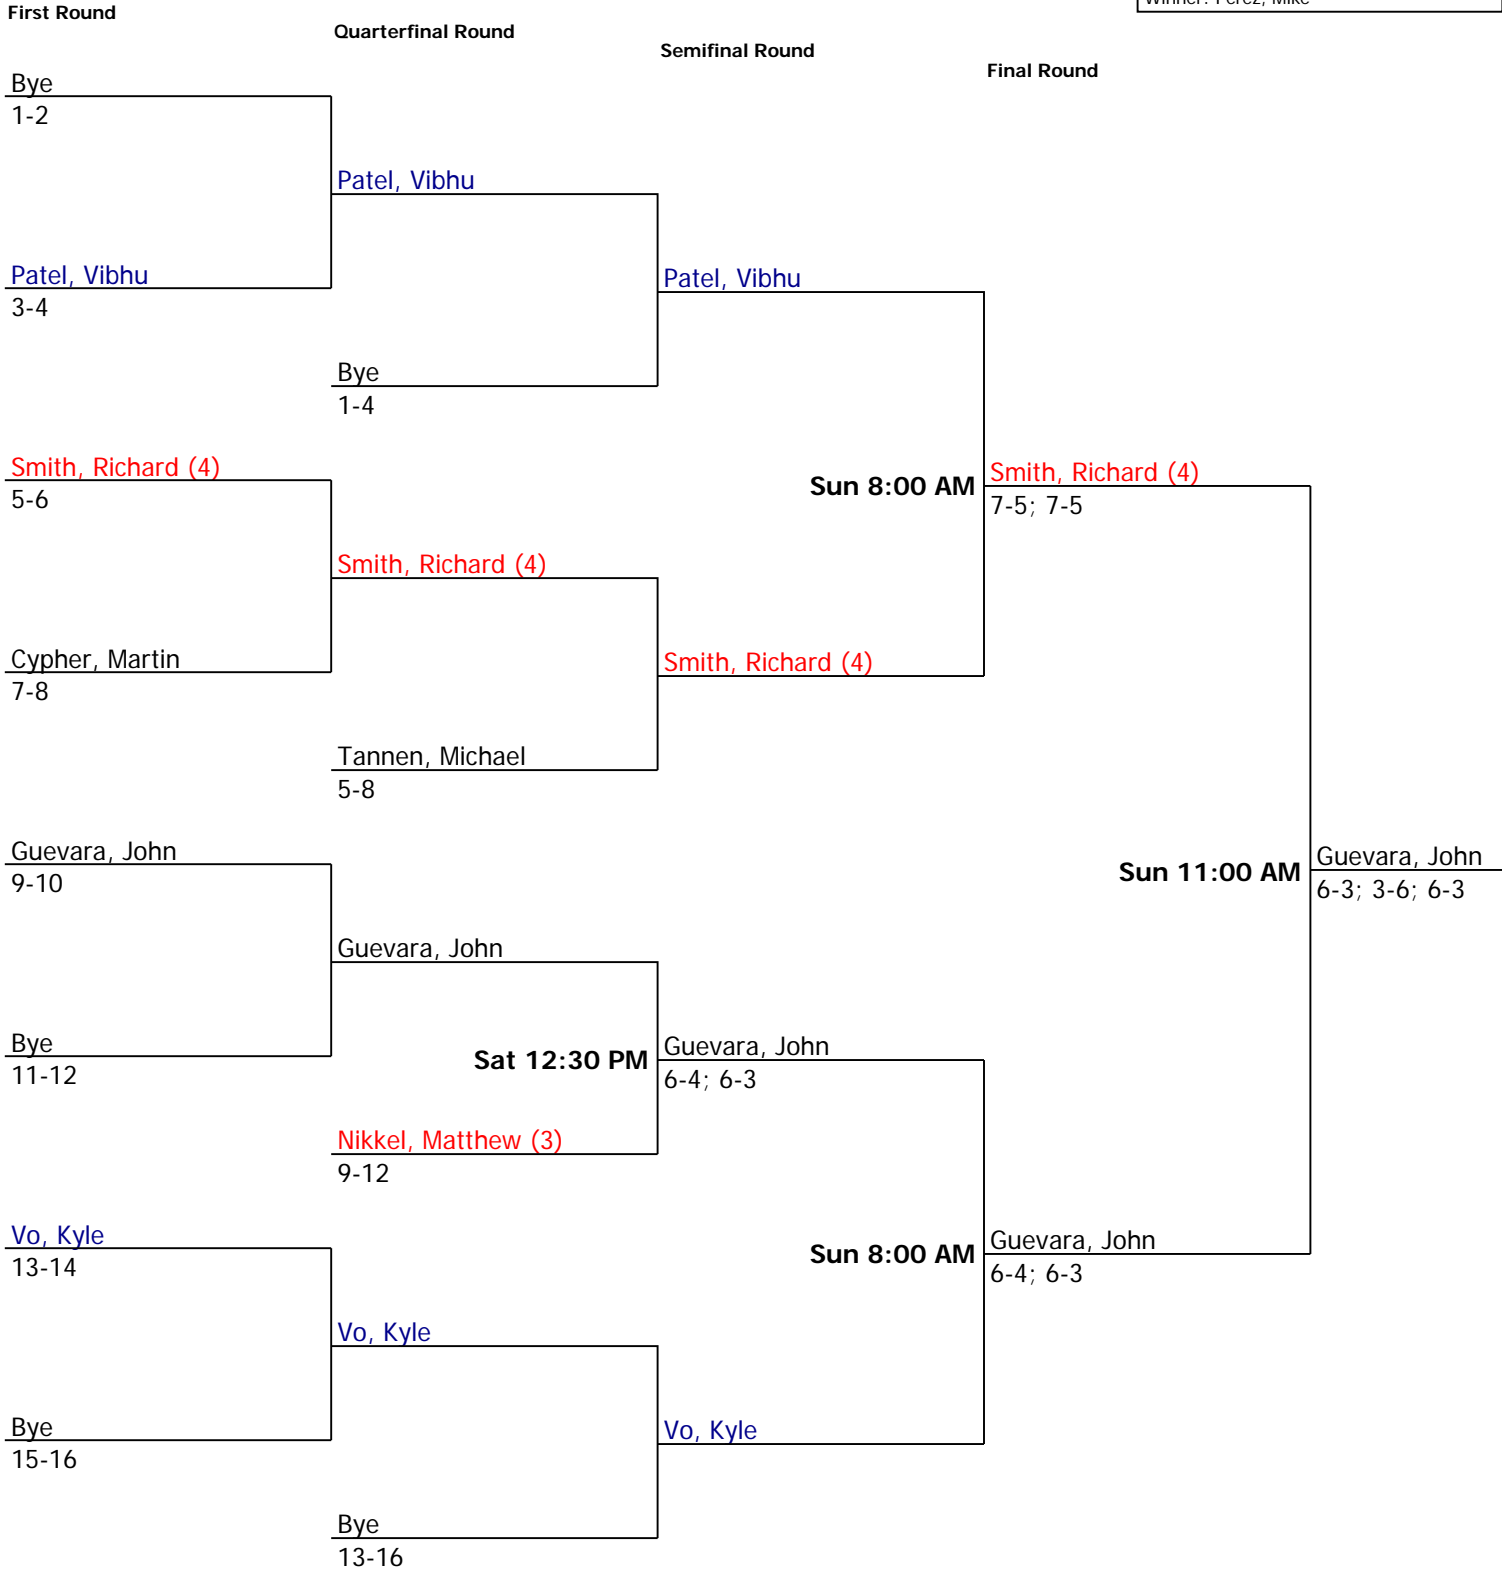 Winner: Perez, Mike
First Round
Quarterfinal Round
Semifinal Round
Final Round
Bye
1-2
Patel, Vibhu
Patel, Vibhu
3-4
Patel, Vibhu
Bye
1-4
Smith, Richard (4)
5-6
Sun 8:00 AM
Smith, Richard (4)
7-5; 7-5
Smith, Richard (4)
Cypher, Martin
7-8
Smith, Richard (4)
Tannen, Michael
5-8
Guevara, John
9-10
Sun 11:00 AM
Guevara, John
6-3; 3-6; 6-3
Guevara, John
Bye
11-12
Sat 12:30 PM
Guevara, John
6-4; 6-3
Nikkel, Matthew (3)
9-12
Vo, Kyle
13-14
Sun 8:00 AM
Guevara, John
6-4; 6-3
Vo, Kyle
Bye
15-16
Vo, Kyle
Bye
13-16